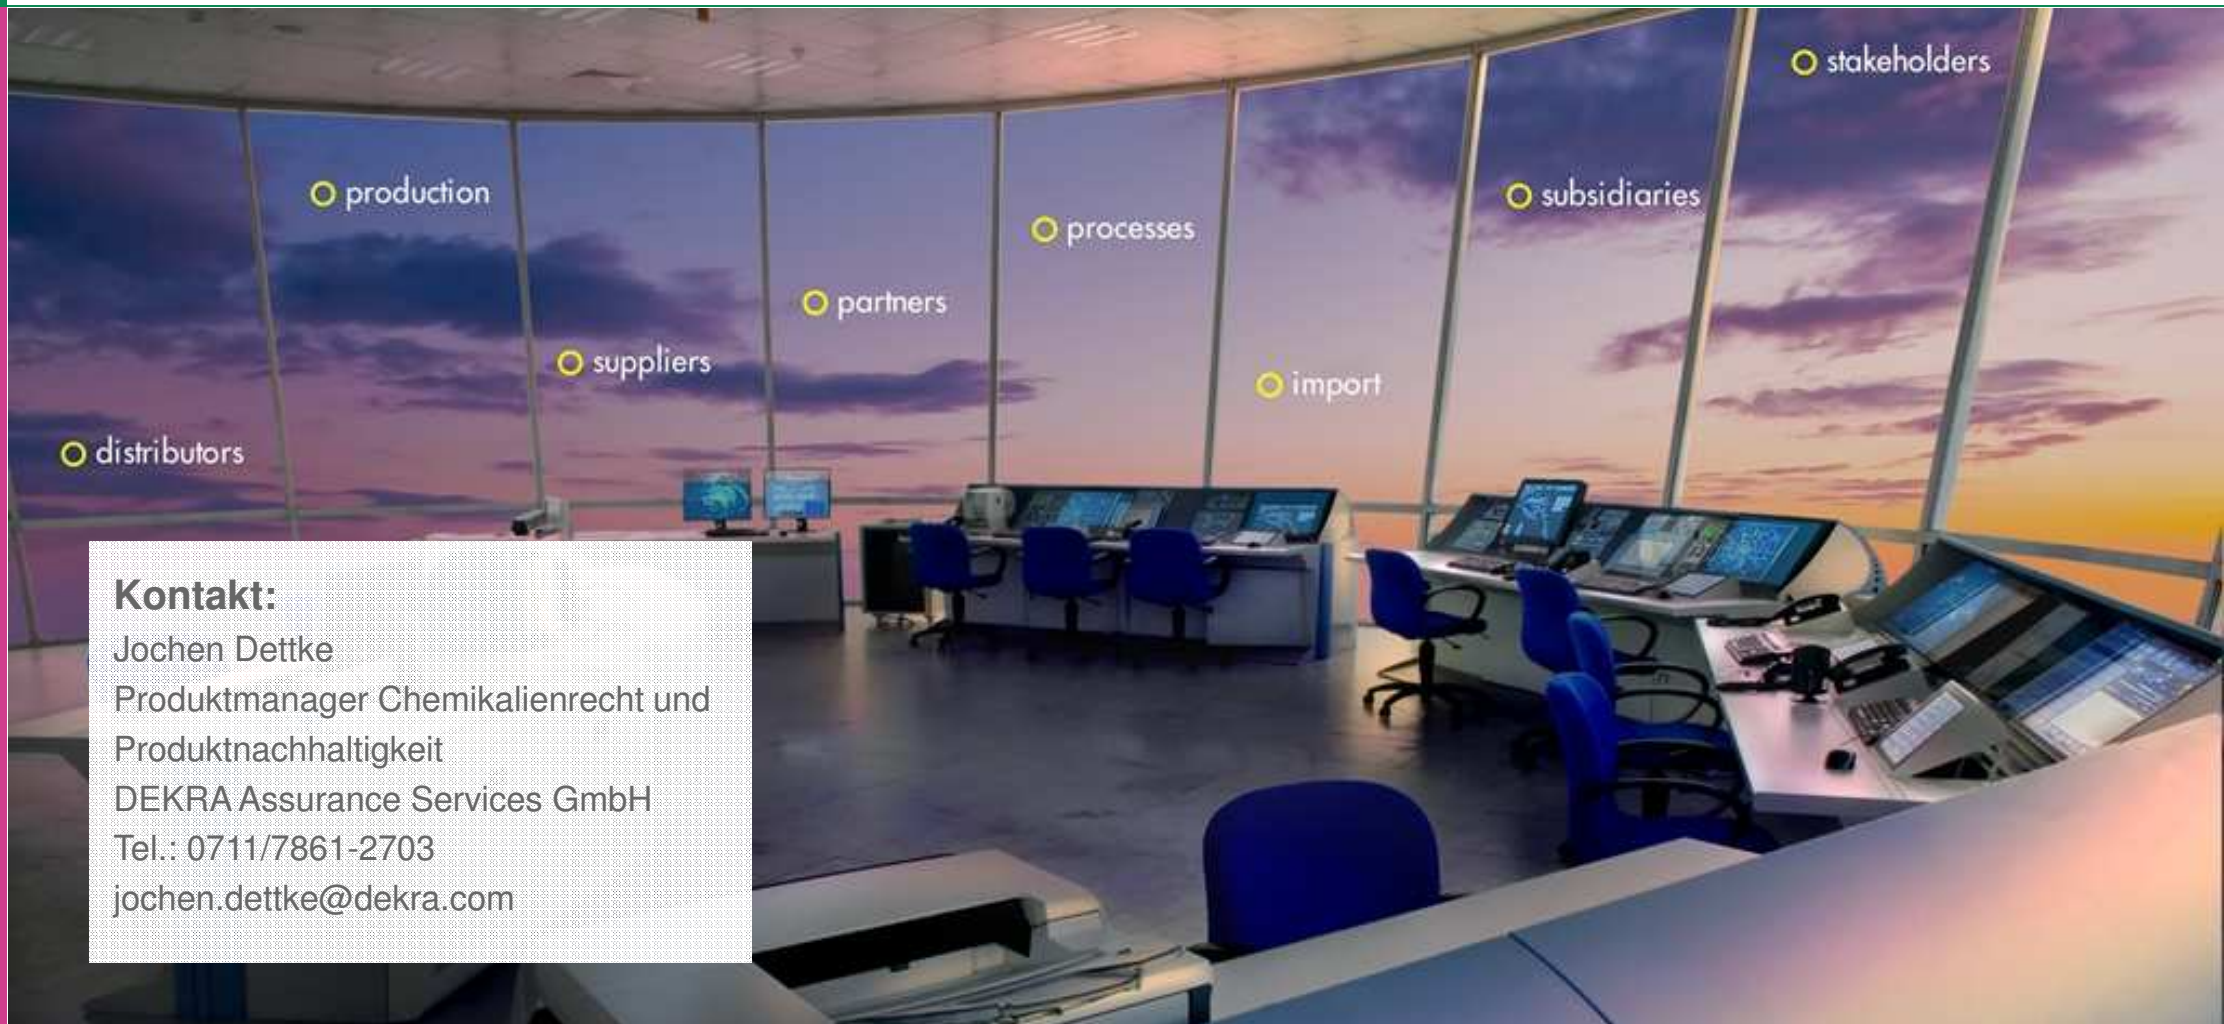 stakeholders
production
subsidiaries
processes
partners
suppliers
import
distributors
Kontakt:
Jochen Dettke
Produktmanager Chemikalienrecht und
Produktnachhaltigkeit
DEKRA Assurance Services GmbH
Tel.: 0711/7861-2703
jochen.dettke@dekra.com